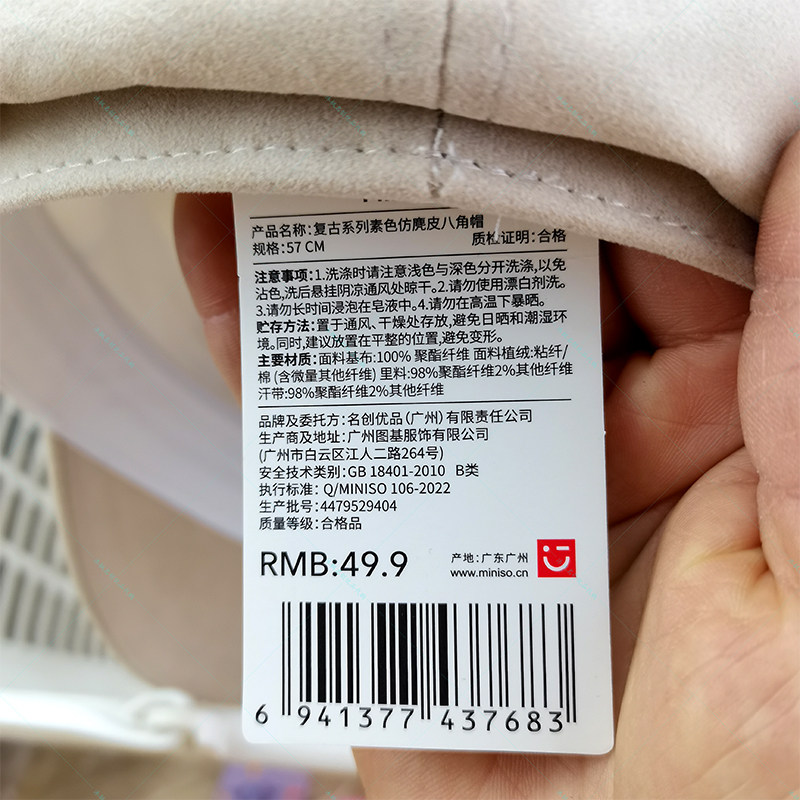 产品名称:复古系列素色仿麂皮八角帽
规格:57 CM
质检证明:合格
注意事项:1.洗涤时请注意浅色与深色分开洗涤,以免
沾色,洗后悬挂阴凉通风处晾干。2.请勿使用漂白剂洗。
3.请勿长时间浸泡在皂液中。4.请勿在高温下暴晒。
贮存方法:置于通风、干燥处存放,避免日晒和潮湿环
境。同时,建议放置在平整的位置,避免变形。
主要材质:面料基布:100% 聚酯纤维 面料植绒:粘纤/
棉 (含微量其他纤维) 里料:98%聚酯纤维2%其他纤维
汗带:98%聚酯纤维2%其他纤维
品牌及委托方:名创优品(广州)有限责任公司
生产商及地址:广州图基服饰有限公司
(广州市白云区江人二路264号)
安全技术类别:GB 18401-2010 B类
执行标准: Q/MINISO 106-2022
生产批号:4479529404
质量等级:合格品
RMB:49.9
产地:广东广州
www.miniso.cn
6 941377 437683